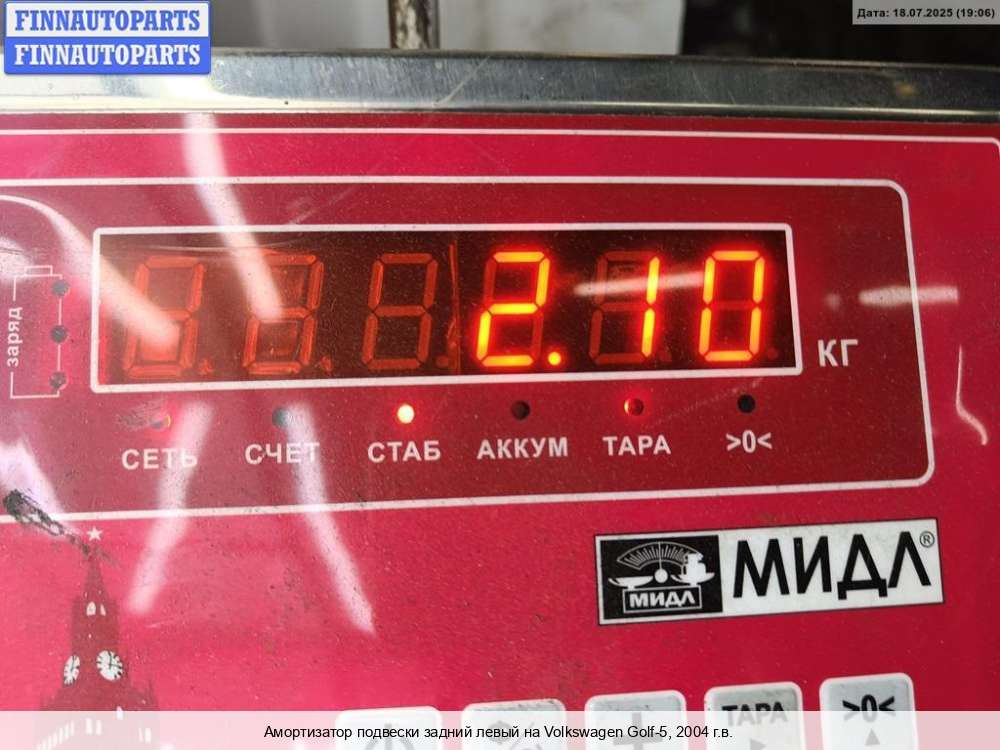 FINNAUTOPARTS
FINNAUTOPARTS
Дата: 18.07.2025 (19:06)
заряд
2.10
КГ
СЕТЬ
СЧЕТ
СТАБ
АККУМ
ТАРА
>0<
МИДЛ
МИДЛ®
ТАРА
>0<
Амортизатор подвески задний левый на Volkswagen Golf-5, 2004 г.в.